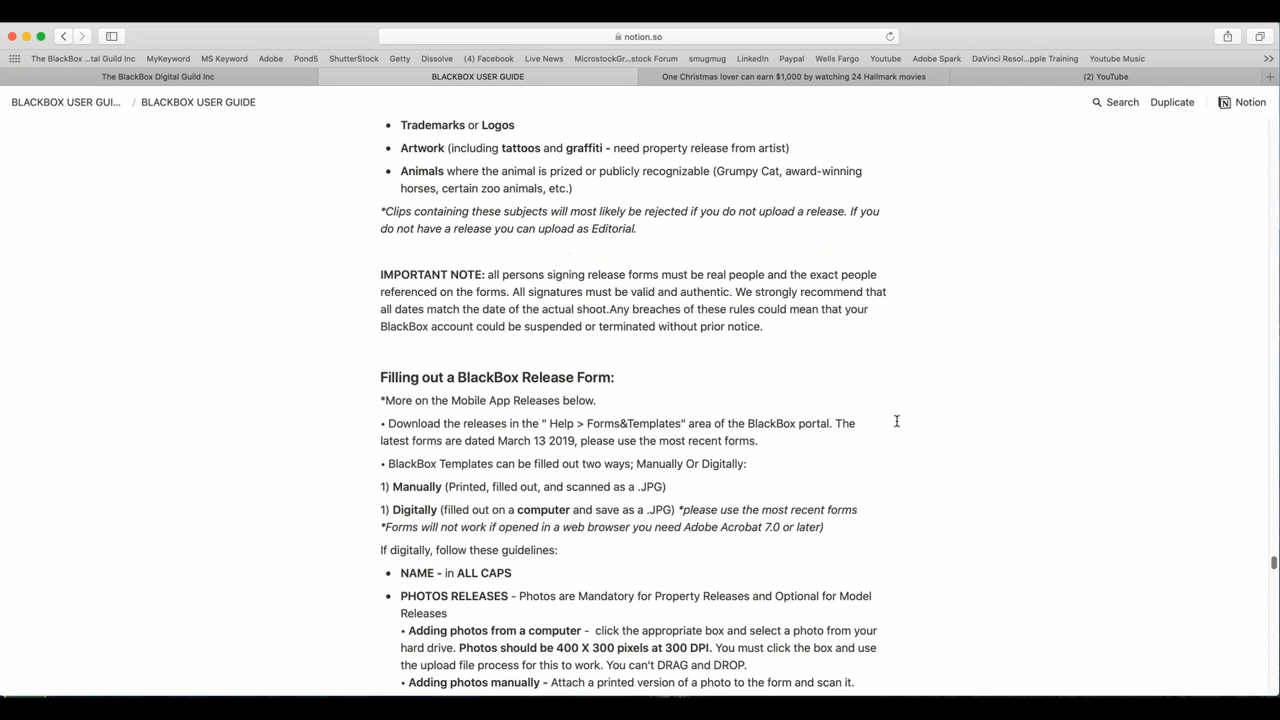 notion.so
The BlackBox ...tal Guild Inc MyKeyword MS Keyword Adobe Pond5 ShutterStock Getty Dissolve (4) Facebook Live News MicrostockGr...stock Forum smugmug LinkedIn Paypal Wells Fargo Youtube Adobe Spark DaVinci Resol...pple Training Youtube Music
The BlackBox Digital Guild Inc BLACKBOX USER GUIDE One Christmas lover can earn $1,000 by watching 24 Hallmark movies (2) YouTube
BLACKBOX USER GUI... / BLACKBOX USER GUIDE Search Duplicate Notion
• Trademarks or Logos
• Artwork (including tattoos and graffiti - need property release from artist)
• Animals where the animal is prized or publicly recognizable (Grumpy Cat, award-winning
horses, certain zoo animals, etc.)
*Clips containing these subjects will most likely be rejected if you do not upload a release. If you
do not have a release you can upload as Editorial.
IMPORTANT NOTE: all persons signing release forms must be real people and the exact people
referenced on the forms. All signatures must be valid and authentic. We strongly recommend that
all dates match the date of the actual shoot.Any breaches of these rules could mean that your
BlackBox account could be suspended or terminated without prior notice.
Filling out a BlackBox Release Form:
*More on the Mobile App Releases below.
• Download the releases in the " Help > Forms&Templates" area of the BlackBox portal. The
latest forms are dated March 13 2019, please use the most recent forms.
• BlackBox Templates can be filled out two ways; Manually Or Digitally:
1) Manually (Printed, filled out, and scanned as a .JPG)
1) Digitally (filled out on a computer and save as a .JPG) *please use the most recent forms
*Forms will not work if opened in a web browser you need Adobe Acrobat 7.0 or later)
If digitally, follow these guidelines:
• NAME - in ALL CAPS
• PHOTOS RELEASES - Photos are Mandatory for Property Releases and Optional for Model
Releases
• Adding photos from a computer - click the appropriate box and select a photo from your
hard drive. Photos should be 400 X 300 pixels at 300 DPI. You must click the box and use
the upload file process for this to work. You can't DRAG and DROP.
• Adding photos manually - Attach a printed version of a photo to the form and scan it.